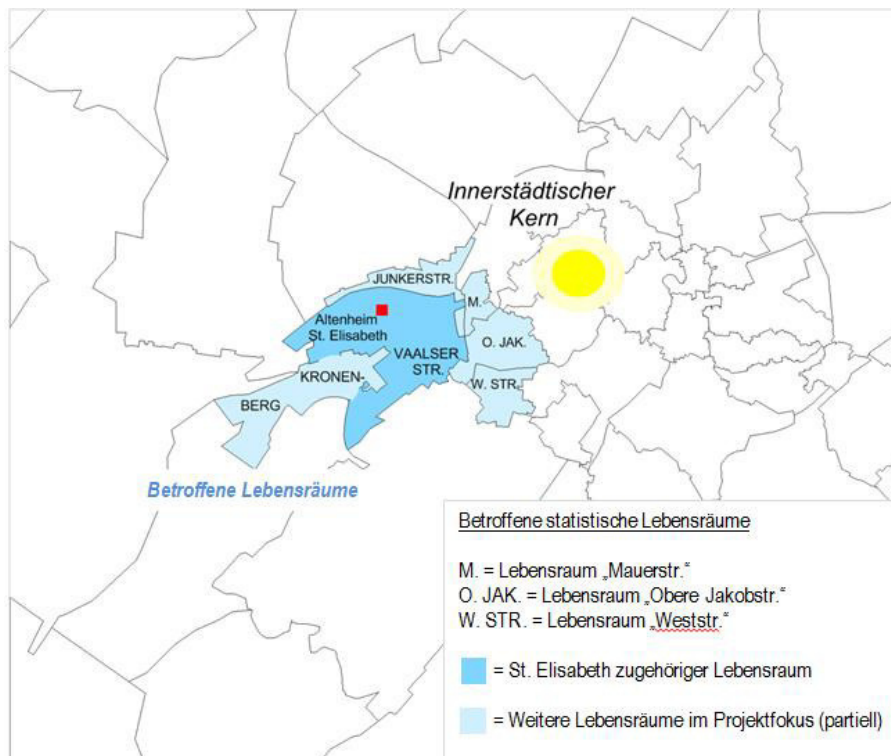 Innerstädtischer
Kern
JUNKERSTR.
M.
Altenheim
St. Elisabeth
O. JAK.
VAALSER
STR.
KRONEN-
W. STR.
BERG
Betroffene Lebensräume
Betroffene statistische Lebensräume
M. = Lebensraum „Mauerstr.“
O. JAK. = Lebensraum „Obere Jakobstr.“
W. STR. = Lebensraum „Weststr.“
= St. Elisabeth zugehöriger Lebensraum
= Weitere Lebensräume im Projektfokus (partiell)